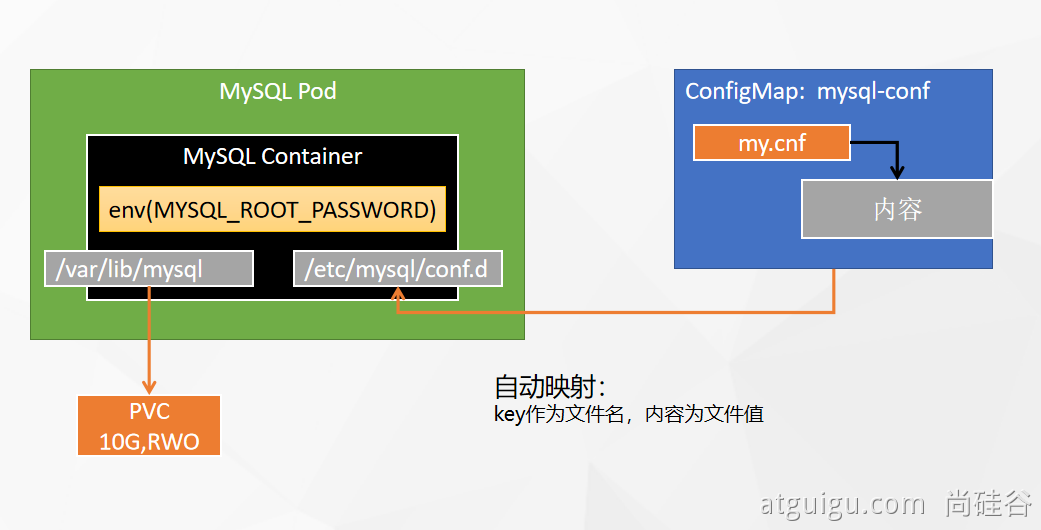 MySQL Pod
MySQL Container
env(MYSQL_ROOT_PASSWORD)
/var/lib/mysql
/etc/mysql/conf.d
PVC
10G,RWO
ConfigMap: mysql-conf
my.cnf
内容
自动映射：
key作为文件名，内容为文件值
atguigu.com 尚硅谷